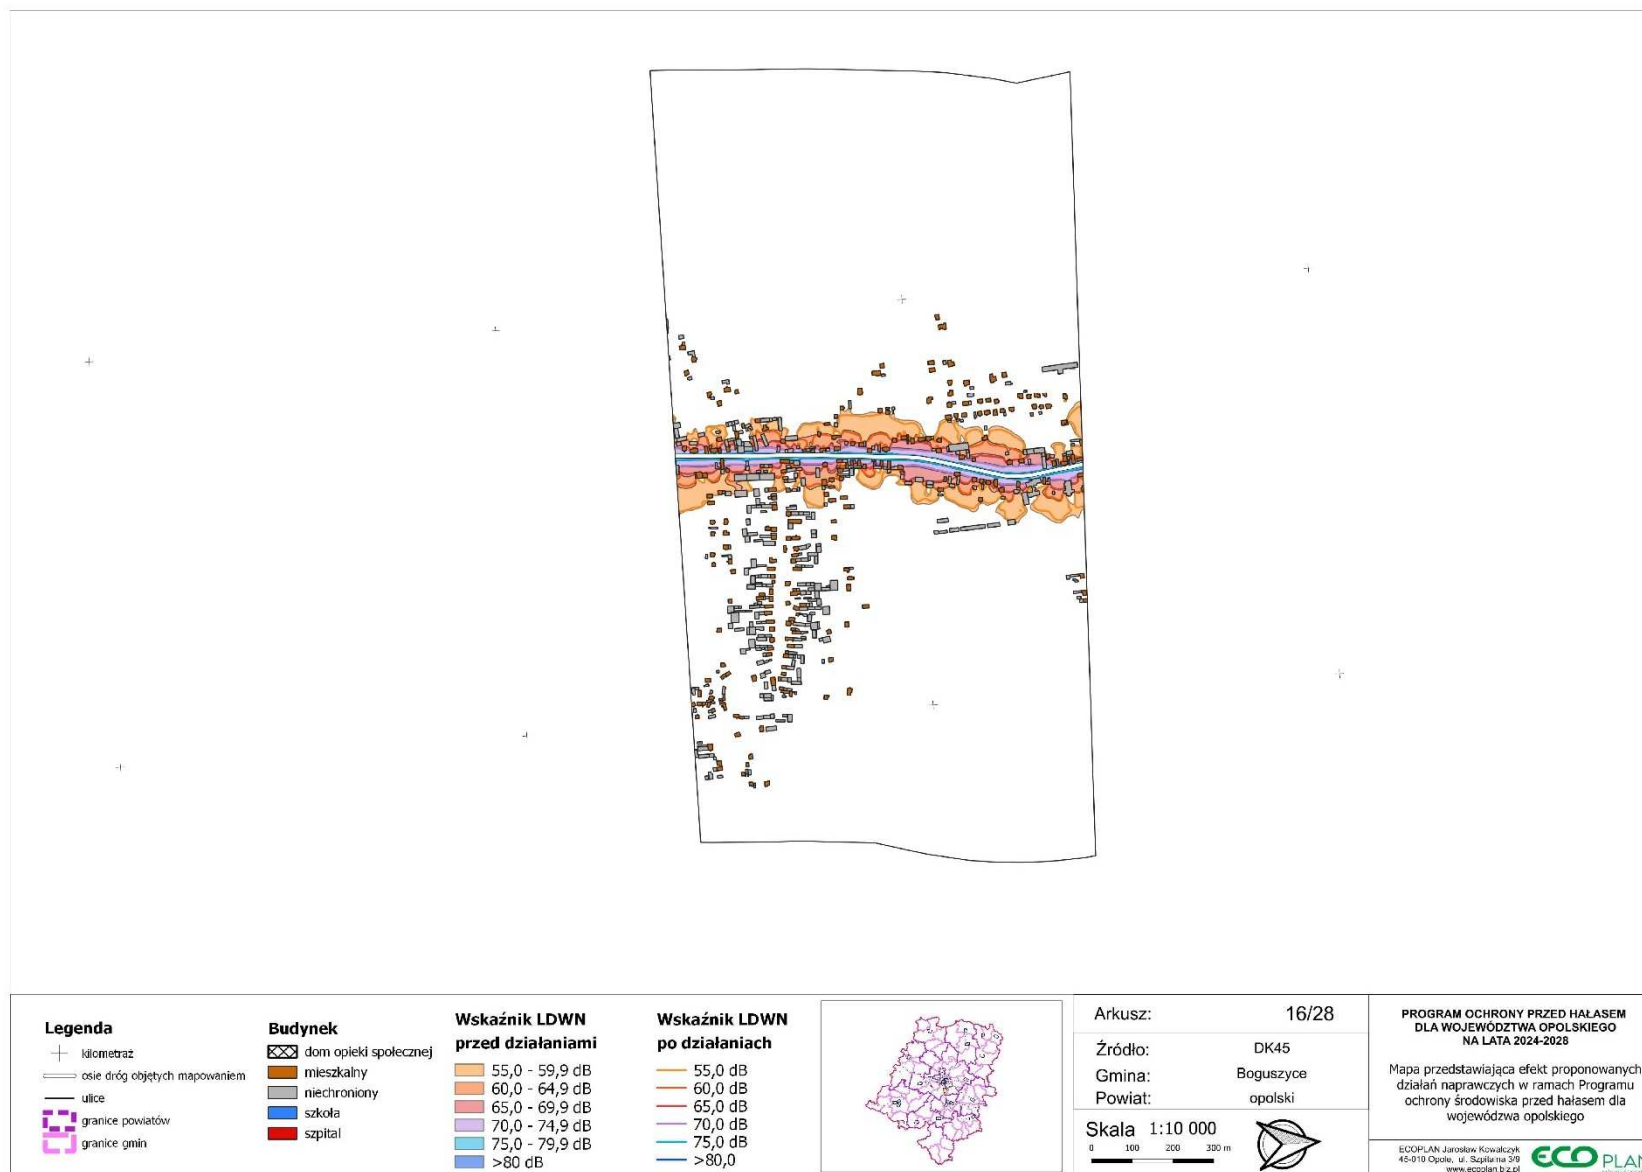 Legenda
kilometraż
osie dróg objętych mapowaniem
ulice
granice powiatów
granice gmin
Budynek
dom opieki społecznej
mieszkalny
niechroniony
szkoła
szpital
Wskaźnik LDWN
przed działaniami
55,0 - 59,9 dB
60,0 - 64,9 dB
65,0 - 69,9 dB
70,0 - 74,9 dB
75,0 - 79,9 dB
>80 dB
Wskaźnik LDWN
po działaniach
55,0 dB
60,0 dB
65,0 dB
70,0 dB
75,0 dB
>80,0
Arkusz: 16/28
Źródło: DK45
Gmina: Boguszyce
Powiat: opolski
Skala 1:10 000
0 100 200 300 m
PROGRAM OCHRONY PRZED HAŁASEM
DLA WOJEWÓDZTWA OPOLSKIEGO
NA LATA 2024-2028
Mapa przedstawiająca efekt proponowanych
działań naprawczych w ramach Programu
ochrony środowiska przed hałasem dla
wojewódzwa opolskiego
ECOPLAN Jarosław Kowalczyk
45-010 Opole, ul. Szpitalna 3/9
www.ecoplan.biz.pl
ECO PLAN